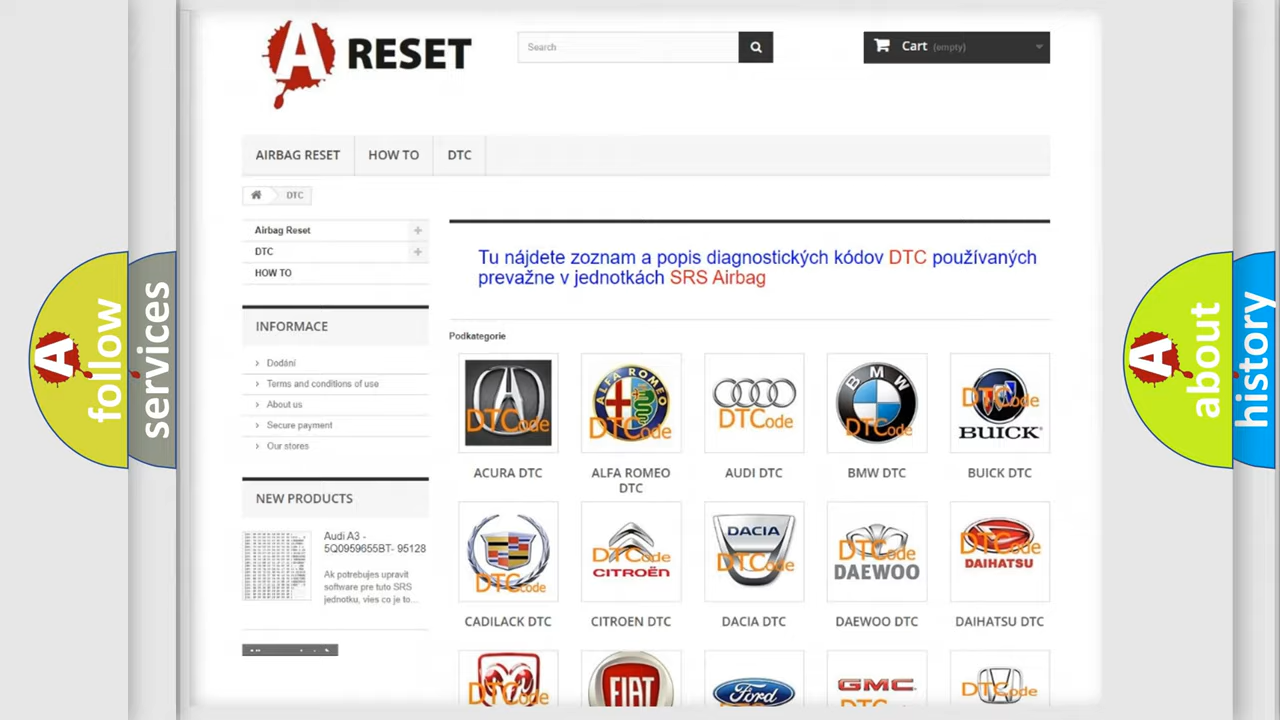 A RESET
Search
Cart (empty)
AIRBAG RESET
HOW TO
DTC
DTC
Airbag Reset
DTC
HOW TO
Tu nájdete zoznam a popis diagnostických kódov DTC používaných
prevažne v jednotkách SRS Airbag
INFORMACE
Dodání
Terms and conditions of use
About us
Secure payment
Our stores
NEW PRODUCTS
Audi A3 -
5Q0959655BT- 95128
Ak potrebujes upravit
software pre tuto SRS
jednotku, vies co je to...
Podkategorie
DTCode
ALFA ROMEO
DTCode
DTCode
BMW
DTCode
DTCode
BUICK
ACURA DTC
ALFA ROMEO
DTC
AUDI DTC
BMW DTC
BUICK DTC
DTCode
DTCode
CITROËN
DACIA
DTCode
DTCode
DAEWOO
DTCode
DAIHATSU
CADILACK DTC
CITROEN DTC
DACIA DTC
DAEWOO DTC
DAIHATSU DTC
DTCode
FIAT
Ford
GMC
DTCode
A follow
services
A about
history